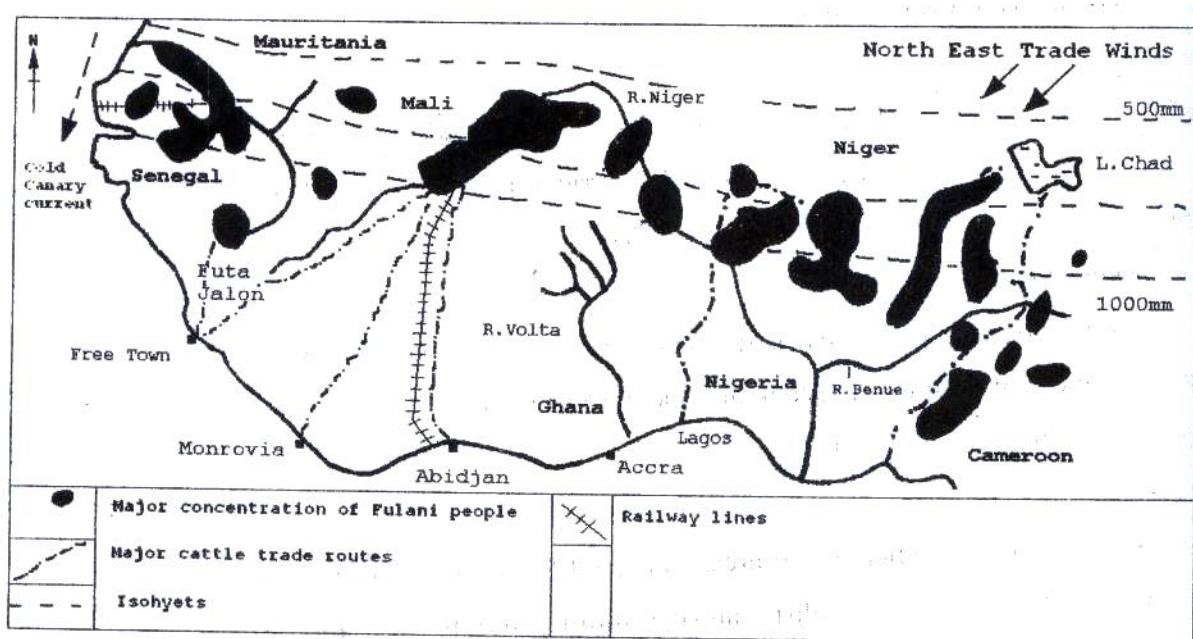 N
Mauritania
North East Trade Winds
R.Niger
Mali
500mm
Niger
L.Chad
Cold
Canary
current
Senegal
Futa
Jalon
1000mm
R.Volta
Free Town
Nigeria
R.Benue
Ghana
Lagos
Monrovia
Abidjan
Accra
Cameroon
Major concentration of Fulani people
Railway lines
Major cattle trade routes
Isohyets